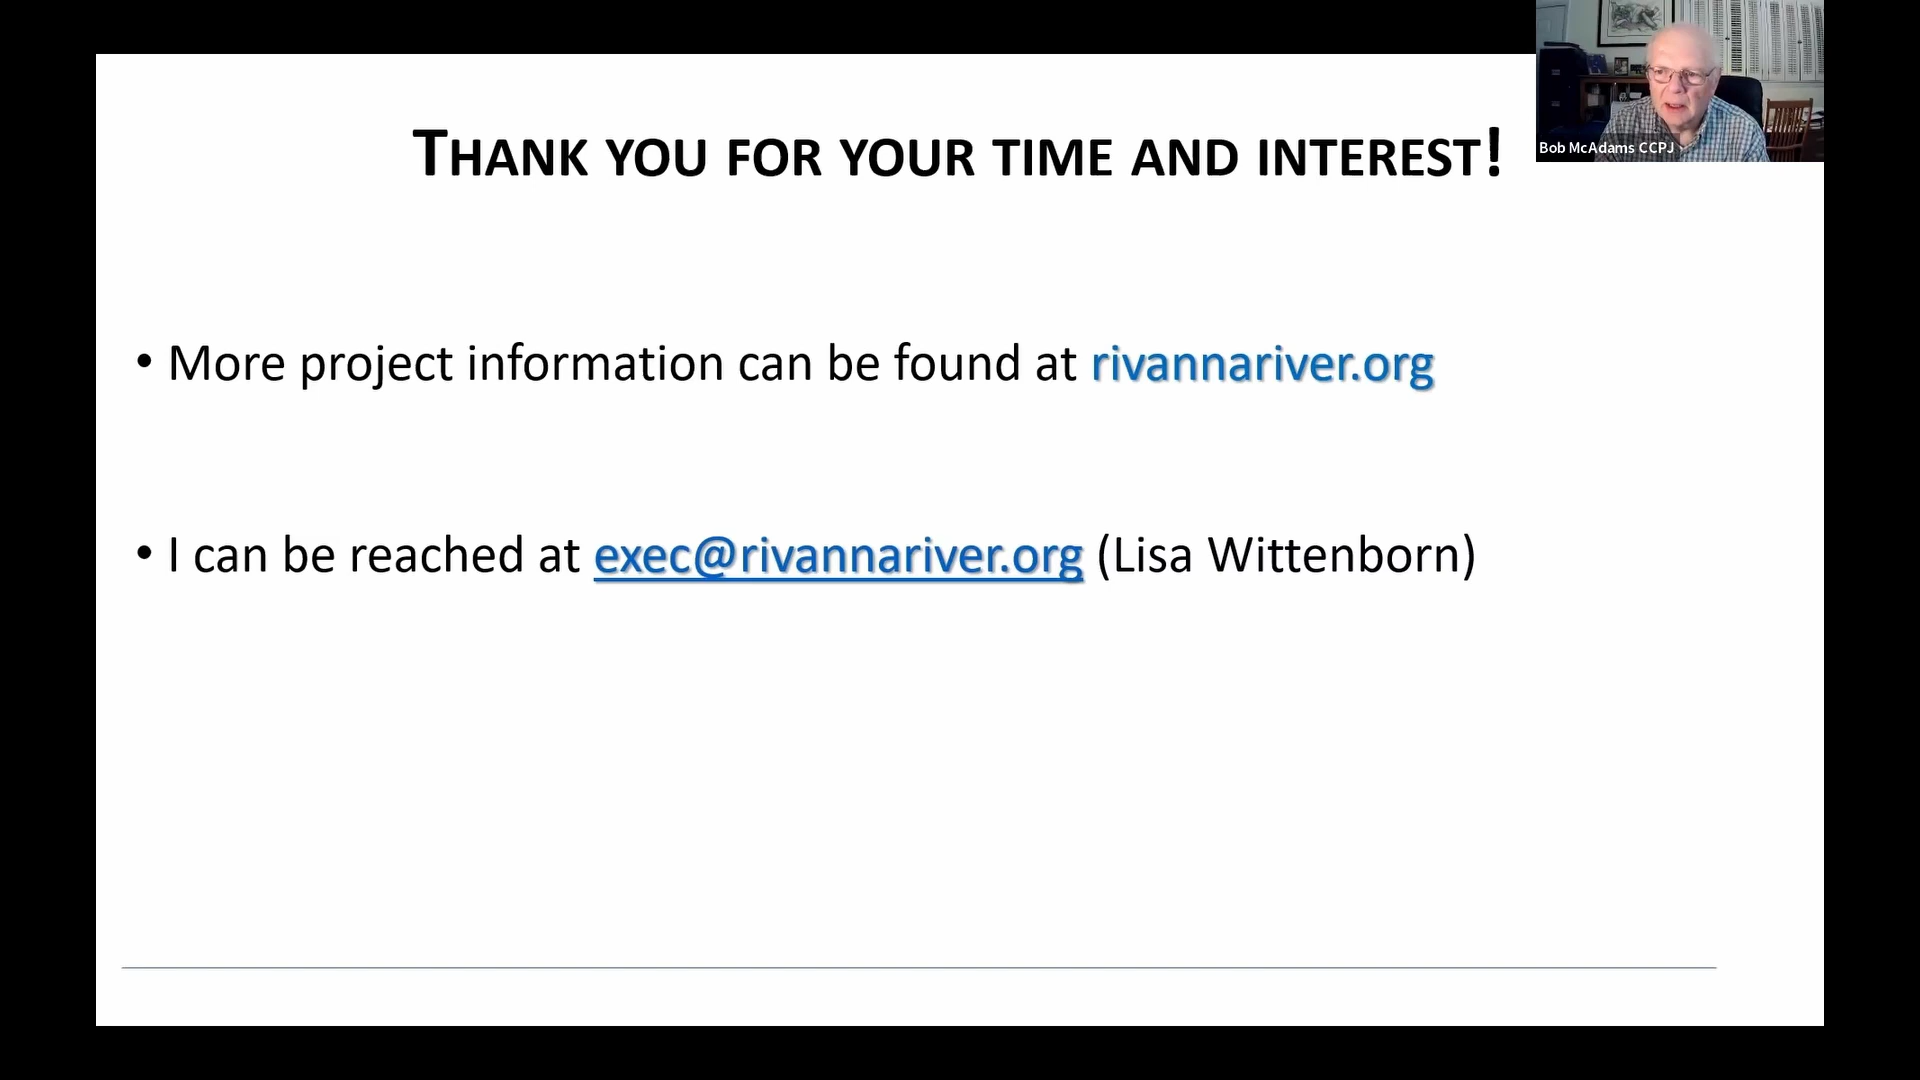 Thank you for your time and interest!
Bob McAdams CCPJ
• More project information can be found at rivannariver.org
• I can be reached at exec@rivannariver.org (Lisa Wittenborn)